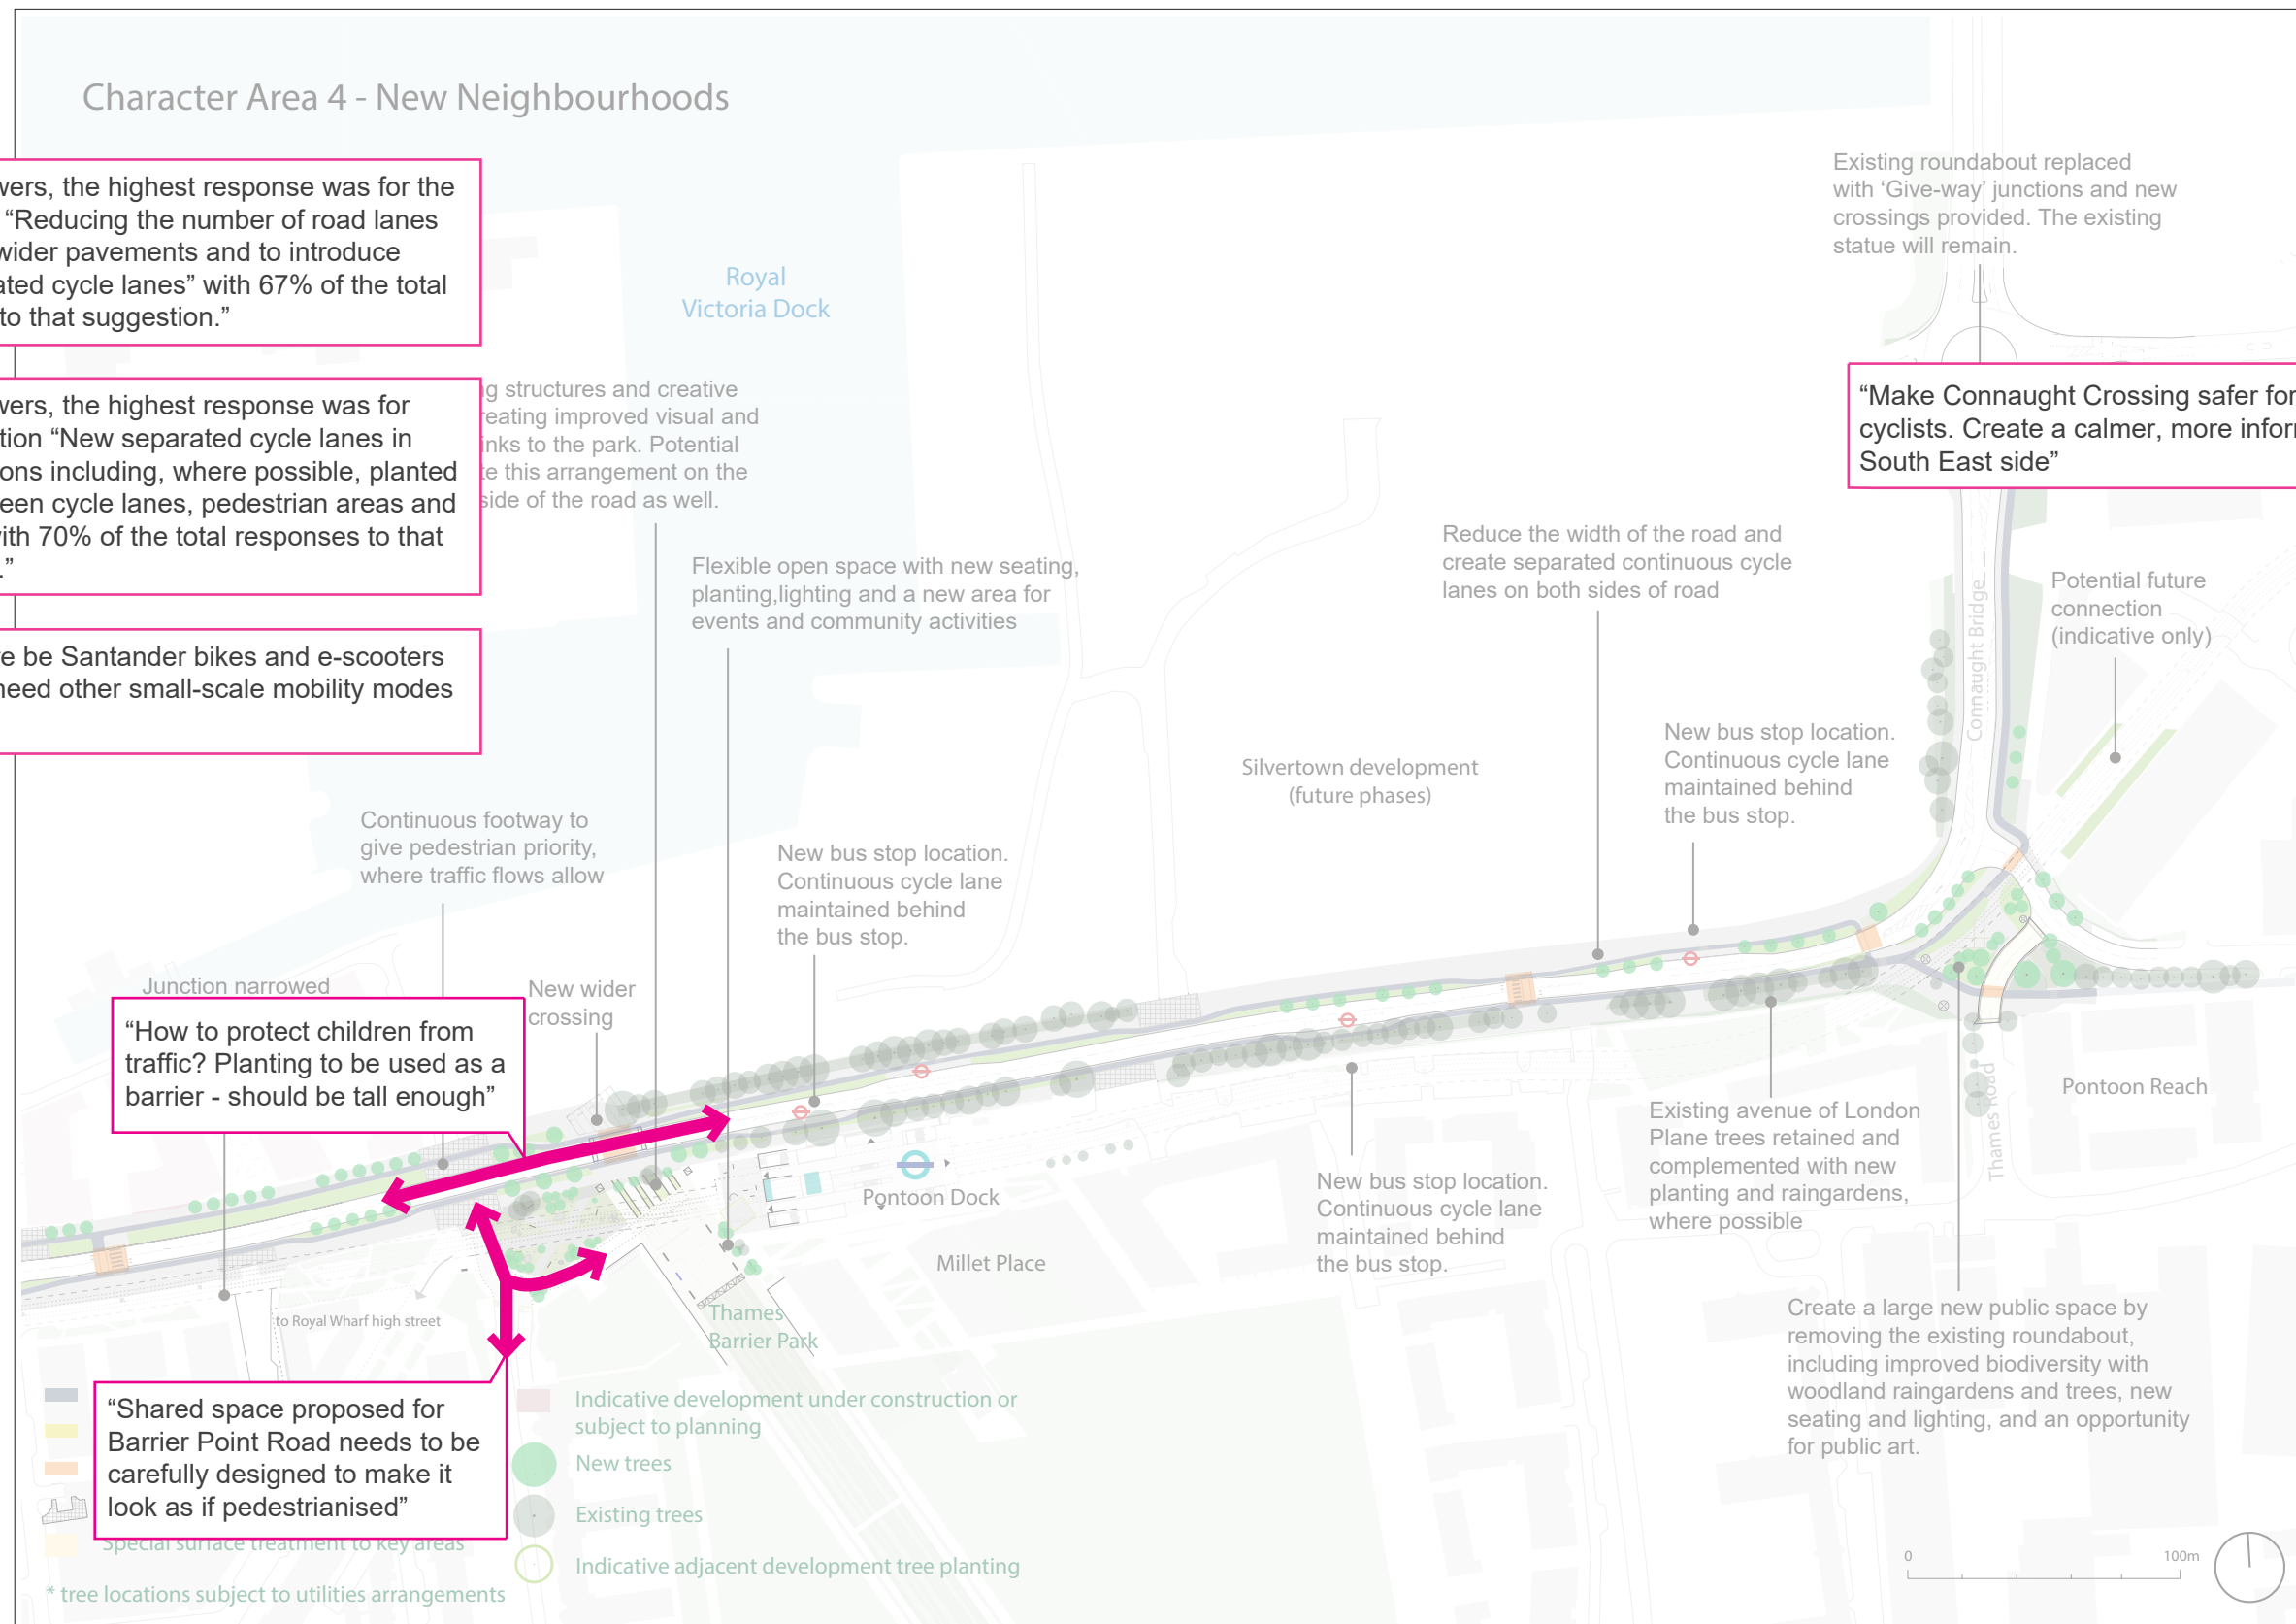 Character Area 4 - New Neighbourhoods
wers, the highest response was for the
“Reducing the number of road lanes
wider pavements and to introduce
ated cycle lanes” with 67% of the total
to that suggestion.”
Royal
Victoria Dock
Existing roundabout replaced
with ‘Give-way’ junctions and new
crossings provided. The existing
statue will remain.
wers, the highest response was for
tion “New separated cycle lanes in
ons including, where possible, planted
een cycle lanes, pedestrian areas and
with 70% of the total responses to that
.”
ng structures and creative
reating improved visual and
inks to the park. Potential
te this arrangement on the
side of the road as well.
“Make Connaught Crossing safer for
cyclists. Create a calmer, more infor
South East side”
Flexible open space with new seating,
planting,lighting and a new area for
events and community activities
Reduce the width of the road and
create separated continuous cycle
lanes on both sides of road
Connaught Bridge
Potential future
connection
(indicative only)
re be Santander bikes and e-scooters
need other small-scale mobility modes
Silvertown development
(future phases)
New bus stop location.
Continuous cycle lane
maintained behind
the bus stop.
Continuous footway to
give pedestrian priority,
where traffic flows allow
New bus stop location.
Continuous cycle lane
maintained behind
the bus stop.
Junction narrowed
New wider
crossing
“How to protect children from
traffic? Planting to be used as a
barrier - should be tall enough”
Pontoon Dock
Millet Place
New bus stop location.
Continuous cycle lane
maintained behind
the bus stop.
Existing avenue of London
Plane trees retained and
complemented with new
planting and raingardens,
where possible
Thames Road
Pontoon Reach
to Royal Wharf high street
Thames
Barrier Park
Create a large new public space by
removing the existing roundabout,
including improved biodiversity with
woodland raingardens and trees, new
seating and lighting, and an opportunity
for public art.
“Shared space proposed for
Barrier Point Road needs to be
carefully designed to make it
look as if pedestrianised”
Special surface treatment to key areas
* tree locations subject to utilities arrangements
Indicative development under construction or
subject to planning
New trees
Existing trees
Indicative adjacent development tree planting
0 100m